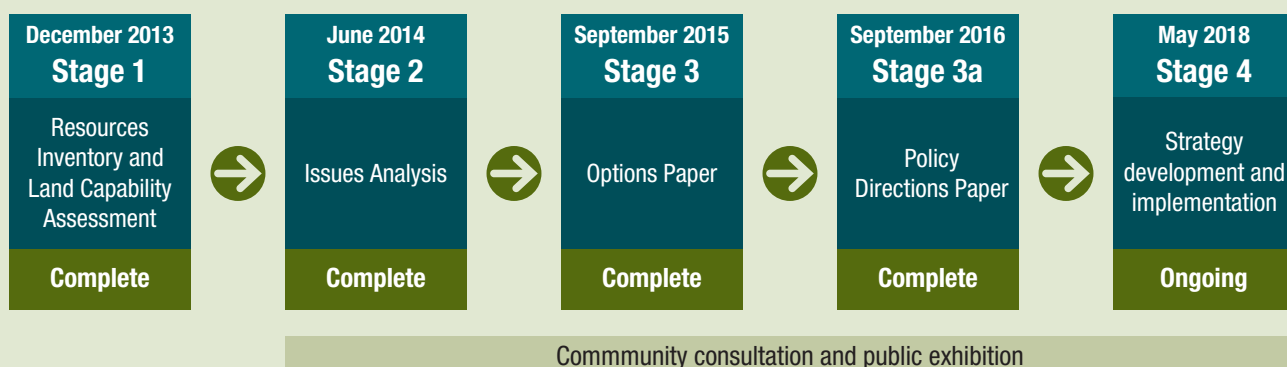 December 2013
Stage 1
Resources
Inventory and
Land Capability
Assessment
Complete
June 2014
Stage 2
Issues Analysis
Complete
September 2015
Stage 3
Options Paper
Complete
September 2016
Stage 3a
Policy
Directions Paper
Complete
May 2018
Stage 4
Strategy
development and
implementation
Ongoing
Commmunity consultation and public exhibition